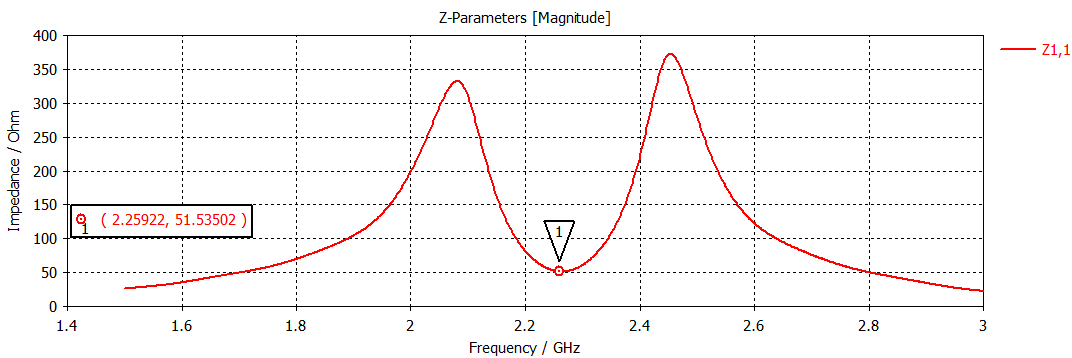 Z-Parameters [Magnitude]
Z1,1
400
350
300
250
200
150
100
50
0
Impedance / Ohm
1 ( 2.25922, 51.53502 )
1
1.4 1.6 1.8 2 2.2 2.4 2.6 2.8 3
Frequency / GHz